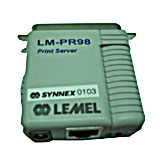 LM-PR98
Print Server
SYNNEX 0103
LEMEL